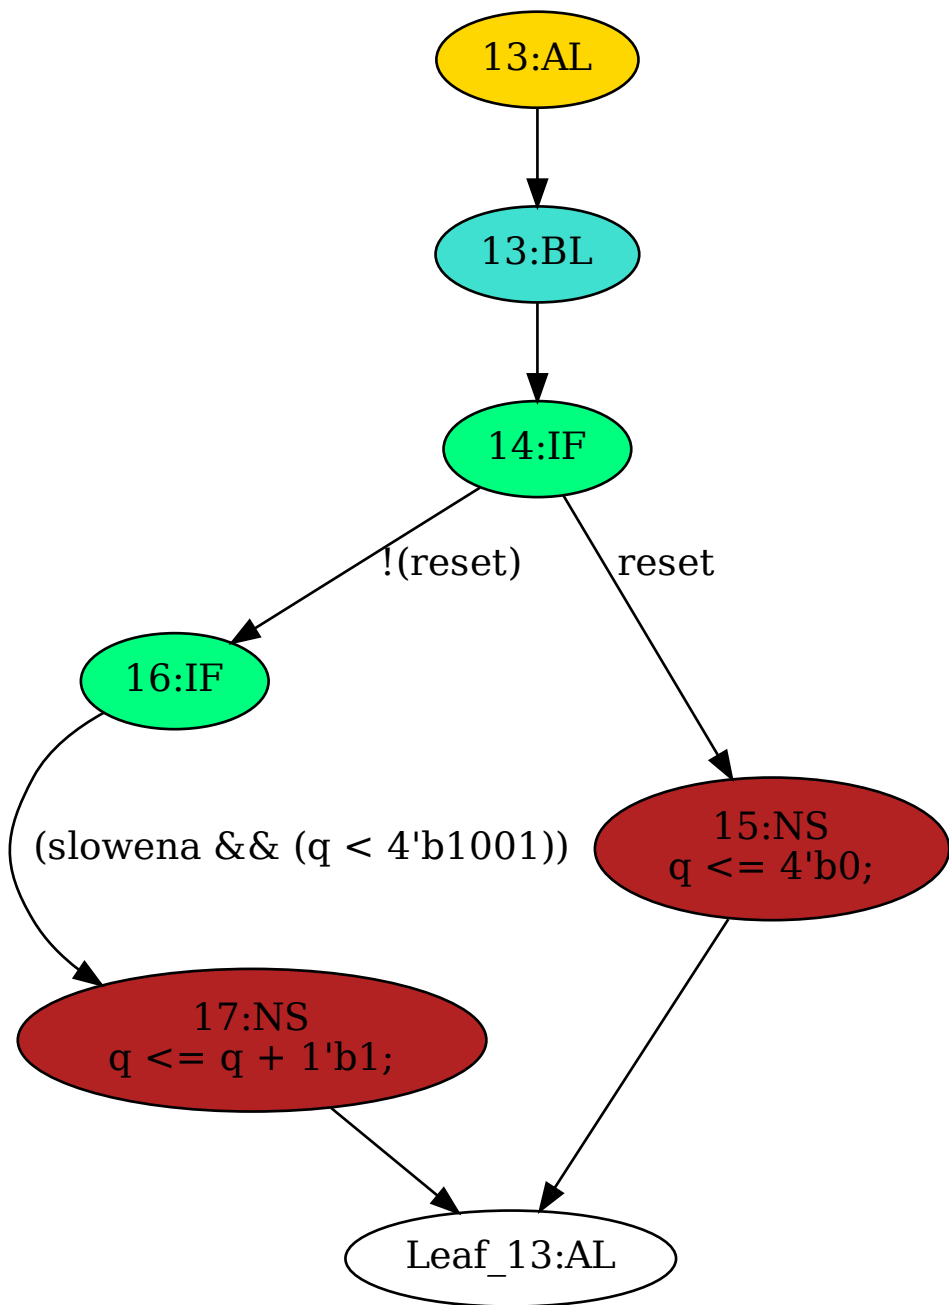 13:AL
13:BL
14:IF
!(reset)
reset
16:IF
(slowena && (q < 4'b1001))
15:NS
q <= 4'b0;
17:NS
q <= q + 1'b1;
Leaf_13:AL